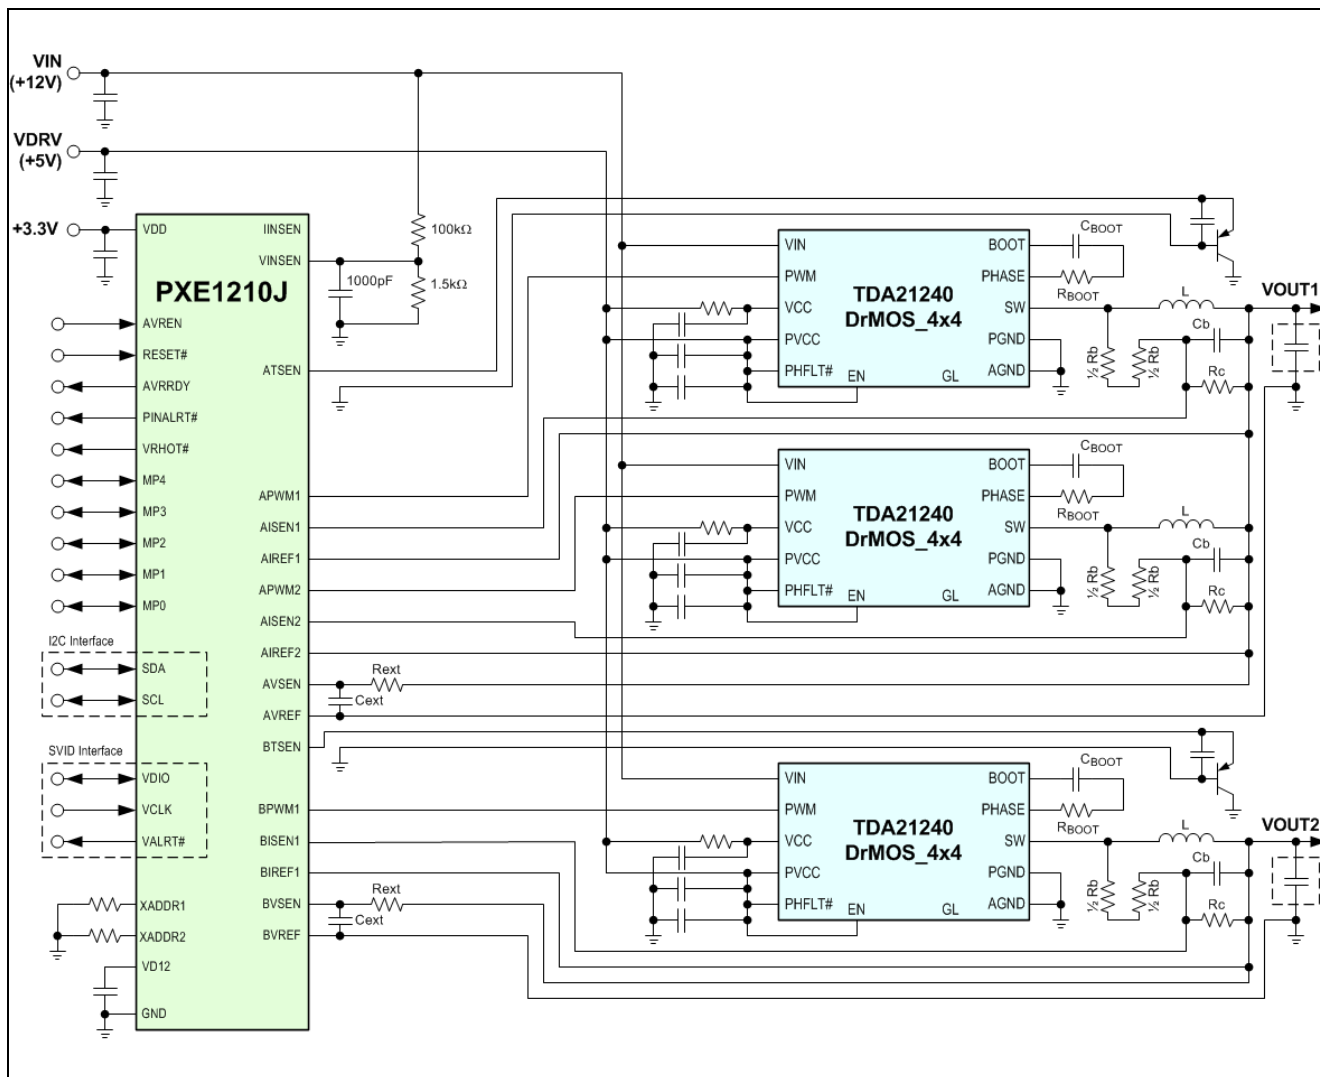 VIN
(+12V)
VDRV
(+5V)
+3.3V
VDD
IINSEN
VINSEN
100kΩ
1000pF
1.5kΩ
PXE1210J
AVREN
RESET#
AVRRDY
PINALRT#
VRHOT#
MP4
MP3
MP2
MP1
MP0
I2C Interface
SDA
SCL
SVID Interface
VDIO
VCLK
VALRT#
XADDR1
XADDR2
VD12
GND
ATSEN
APWM1
AISEN1
AIREF1
APWM2
AISEN2
AIREF2
AVSEN
AVREF
BTSEN
BPWM1
BISEN1
BIREF1
BVSEN
BVREF
Rext
Cext
Rext
Cext
VIN
PWM
VCC
PVCC
PHFLT#
EN
GL
TDA21240
DrMOS_4x4
BOOT
PHASE
SW
PGND
AGND
CBOOT
RBOOT
L
VOUT1
Cb
½ Rb
½ Rb
Rc
VIN
PWM
VCC
PVCC
PHFLT#
EN
GL
TDA21240
DrMOS_4x4
BOOT
PHASE
SW
PGND
AGND
CBOOT
RBOOT
L
Cb
½ Rb
½ Rb
Rc
VIN
PWM
VCC
PVCC
PHFLT#
EN
GL
TDA21240
DrMOS_4x4
BOOT
PHASE
SW
PGND
AGND
CBOOT
RBOOT
L
VOUT2
Cb
½ Rb
½ Rb
Rc